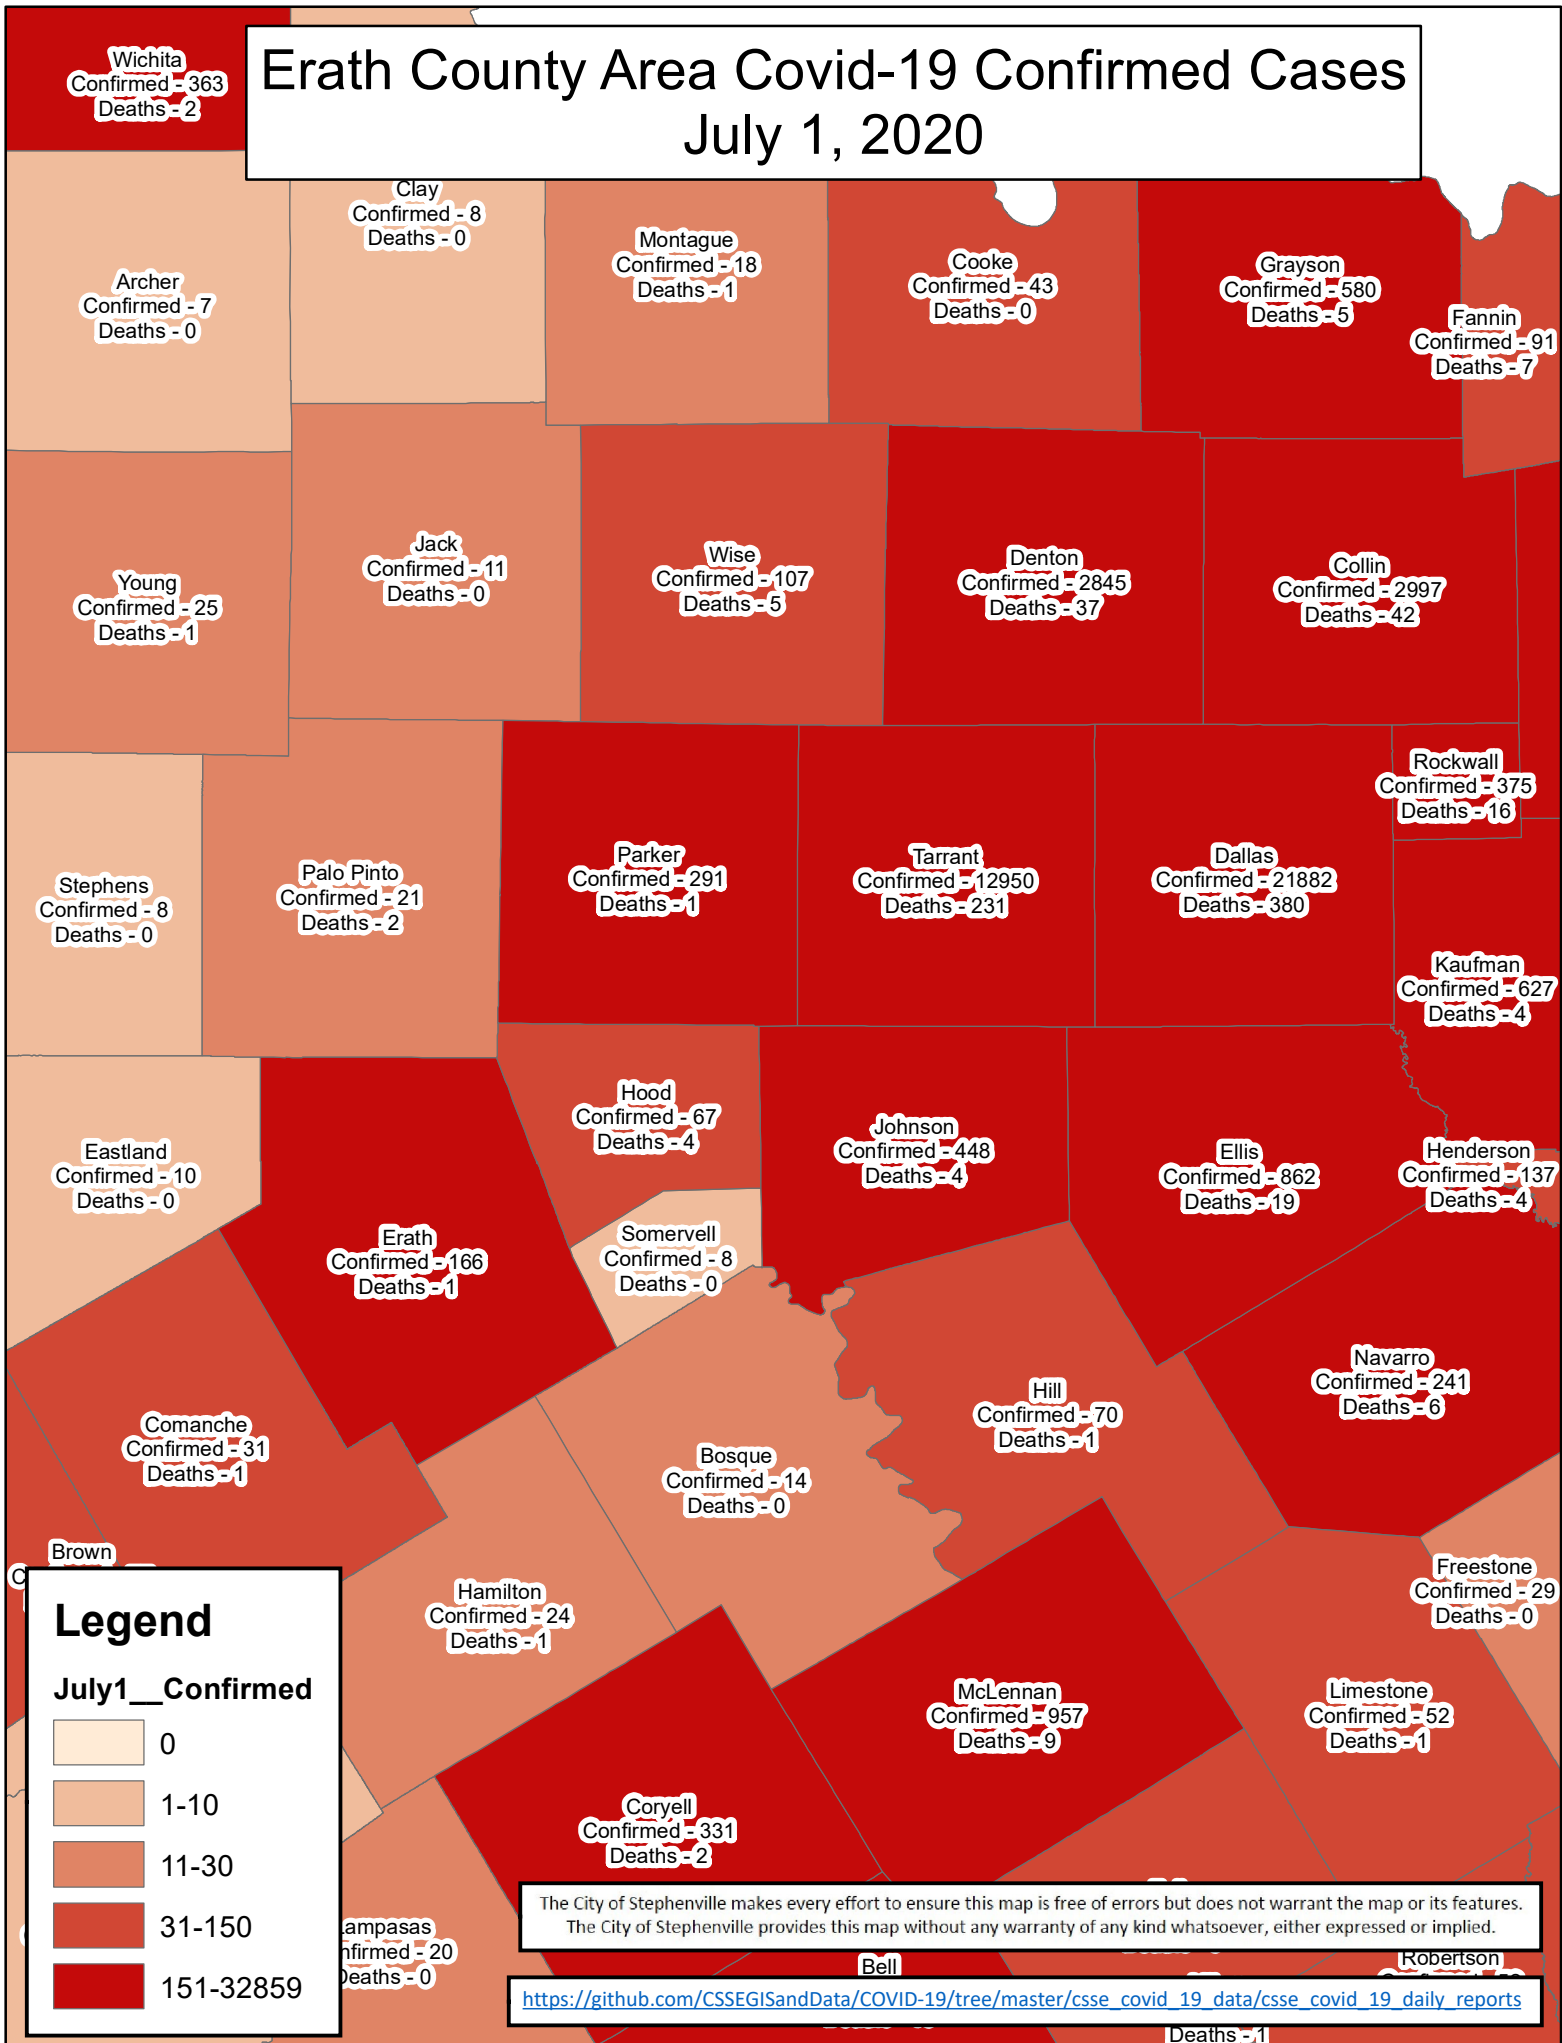 Erath County Area Covid-19 Confirmed Cases
July 1, 2020
Wichita
Confirmed - 363
Deaths - 2
Clay
Confirmed - 8
Deaths - 0
Montague
Confirmed - 18
Deaths - 1
Cooke
Confirmed - 43
Deaths - 0
Grayson
Confirmed - 580
Deaths - 5
Fannin
Confirmed - 91
Deaths - 7
Archer
Confirmed - 7
Deaths - 0
Young
Confirmed - 25
Deaths - 1
Jack
Confirmed - 11
Deaths - 0
Wise
Confirmed - 107
Deaths - 5
Denton
Confirmed - 2845
Deaths - 37
Collin
Confirmed - 2997
Deaths - 42
Rockwall
Confirmed - 375
Deaths - 16
Stephens
Confirmed - 8
Deaths - 0
Palo Pinto
Confirmed - 21
Deaths - 2
Parker
Confirmed - 291
Deaths - 1
Tarrant
Confirmed - 12950
Deaths - 231
Dallas
Confirmed - 21882
Deaths - 380
Kaufman
Confirmed - 627
Deaths - 4
Eastland
Confirmed - 10
Deaths - 0
Erath
Confirmed - 166
Deaths - 1
Hood
Confirmed - 67
Deaths - 4
Somervell
Confirmed - 8
Deaths - 0
Johnson
Confirmed - 448
Deaths - 4
Ellis
Confirmed - 862
Deaths - 19
Henderson
Confirmed - 137
Deaths - 4
Comanche
Confirmed - 31
Deaths - 1
Bosque
Confirmed - 14
Deaths - 0
Hill
Confirmed - 70
Deaths - 1
Navarro
Confirmed - 241
Deaths - 6
Brown
Hamilton
Confirmed - 24
Deaths - 1
Freestone
Confirmed - 29
Deaths - 0
McLennan
Confirmed - 957
Deaths - 9
Limestone
Confirmed - 52
Deaths - 1
Coryell
Confirmed - 331
Deaths - 2
Legend
July1__Confirmed
0
1-10
11-30
31-150
151-32859
ampasas
nfirmed - 20
Deaths - 0
The City of Stephenville makes every effort to ensure this map is free of errors but does not warrant the map or its features.
The City of Stephenville provides this map without any warranty of any kind whatsoever, either expressed or implied.
Bell
Robertson
https://github.com/CSSEGISandData/COVID-19/tree/master/csse_covid_19_data/csse_covid_19_daily_reports
Deaths - 1